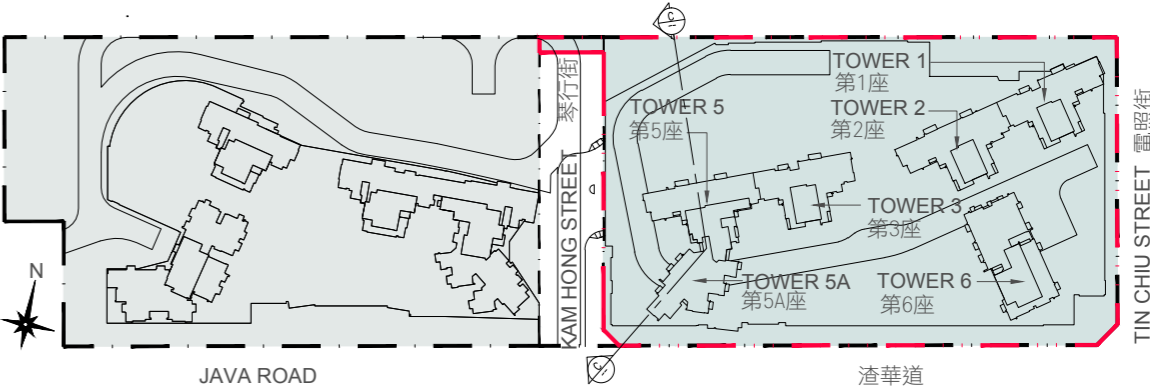 C
TOWER 1
第1座
TOWER 5
第5座
TOWER 2
第2座
琴行街
KAM HONG STREET
TIN CHIU STREET 電照街
TOWER 3
第3座
N
TOWER 5A
第5A座
TOWER 6
第6座
C
JAVA ROAD
渣華道